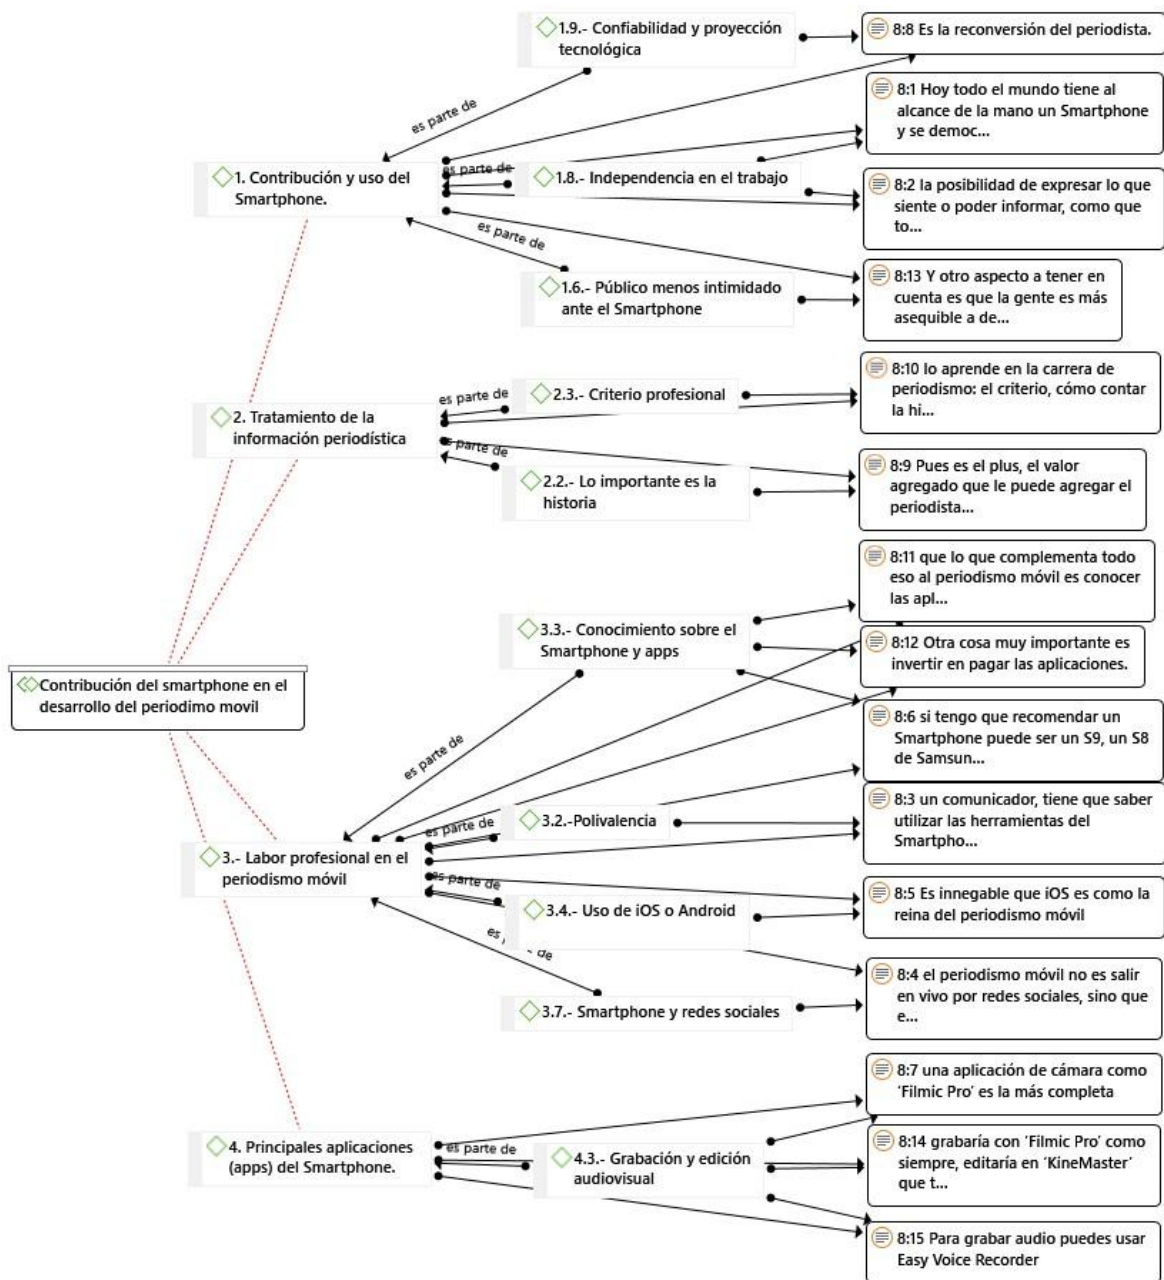 1.9.- Confiabilidad y proyección
tecnológica
8:8 Es la reconversión del periodista.
es parte de
8:1 Hoy todo el mundo tiene al
alcance de la mano un Smartphone
y se democ...
1. Contribución y uso del
Smartphone.
es parte de
1.8.- Independencia en el trabajo
8:2 la posibilidad de expresar lo que
siente o poder informar, como que
to...
es parte de
1.6.- Público menos intimidado
ante el Smartphone
8:13 Y otro aspecto a tener en
cuenta es que la gente es más
asequible a de...
2. Tratamiento de la
información periodística
es parte de
2.3.- Criterio profesional
8:10 lo aprende en la carrera de
periodismo: el criterio, cómo contar
la hi...
es parte de
2.2.- Lo importante es la
historia
8:9 Pues es el plus, el valor
agregado que le puede agregar el
periodista...
8:11 que lo que complementa todo
eso al periodismo móvil es conocer
las apl...
3.3.- Conocimiento sobre el
Smartphone y apps
8:12 Otra cosa muy importante es
invertir en pagar las aplicaciones.
Contribución del smartphone en el
desarrollo del periodimo movil
8:6 si tengo que recomendar un
Smartphone puede ser un S9, un S8
de Samsun...
es parte de
3.2.-Polivalencia
8:3 un comunicador, tiene que saber
utilizar las herramientas del
Smartpho...
es parte de
3.- Labor profesional en el
periodismo móvil
es parte de
3.4.- Uso de iOS o Android
8:5 Es innegable que iOS es como la
reina del periodismo móvil
es de
3.7.- Smartphone y redes sociales
8:4 el periodismo móvil no es salir
en vivo por redes sociales, sino que
e...
8:7 una aplicación de cámara como
'Filmic Pro' es la más completa
4. Principales aplicaciones
(apps) del Smartphone.
es parte de
4.3.- Grabación y edición
audiovisual
8:14 grabaría con 'Filmic Pro' como
siempre, editaría en 'KineMaster'
que t...
8:15 Para grabar audio puedes usar
Easy Voice Recorder